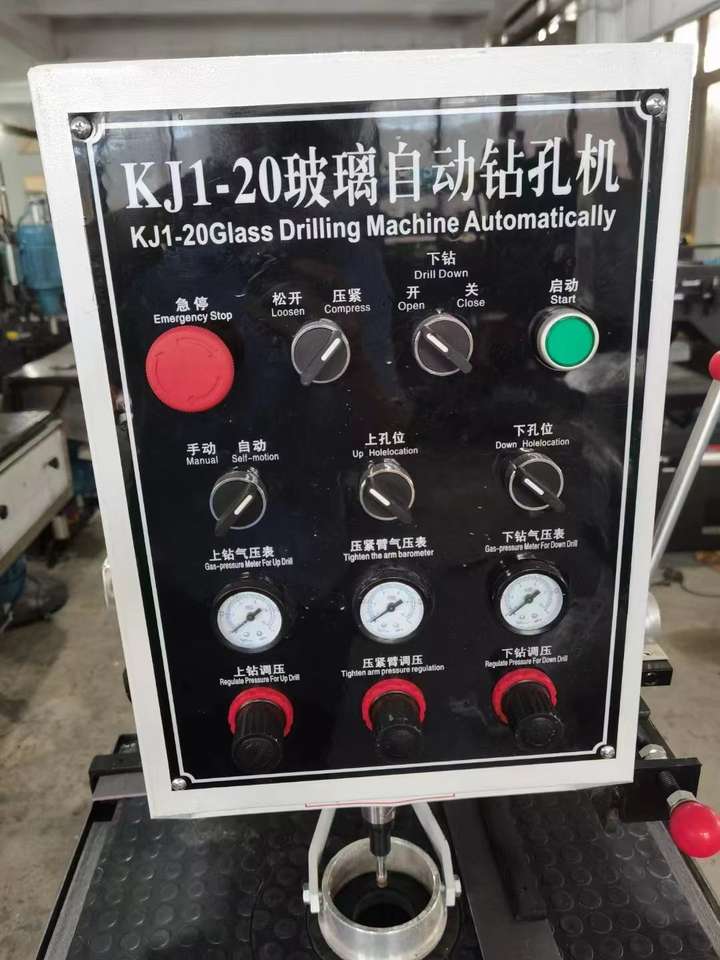 KJ1-20玻璃自动钻孔机
KJ1-20Glass Drilling Machine Automatically
下钻
Drill Down
急停
Emergency Stop
松开 压紧
Loosen Compress
开 关
Open Close
启动
Start
手动 自动
Manual Self-motion
上孔位
Up Holelocation
下孔位
Down Holelocation
上钻气压表
Gas-pressure Meter For Up Drill
压紧臂气压表
Tighten the arm barometer
下钻气压表
Gas-pressure Meter For Down Drill
上钻调压
Regulate Pressure For Up Drill
压紧臂调压
Tighten arm pressure regulation
下钻调压
Regulate Pressure For Down Drill